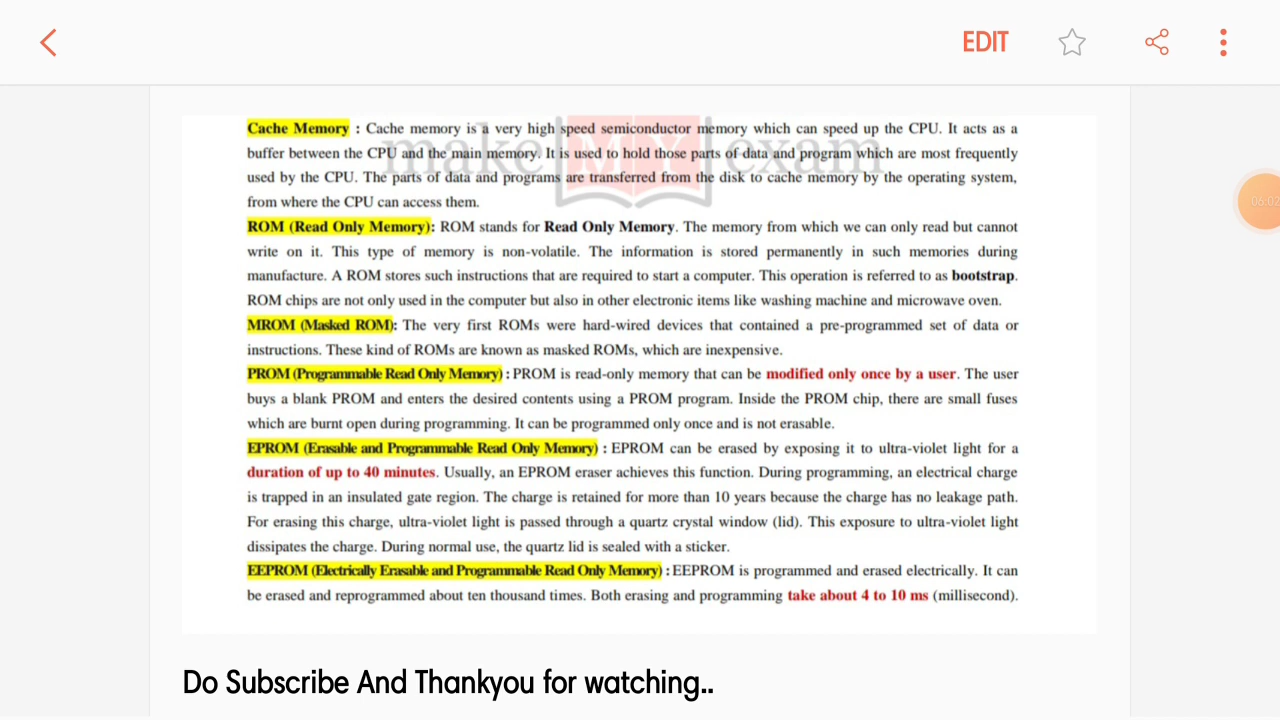 EDIT
make MY exam
Cache Memory : Cache memory is a very high speed semiconductor memory which can speed up the CPU. It acts as a
buffer between the CPU and the main memory. It is used to hold those parts of data and program which are most frequently
used by the CPU. The parts of data and programs are transferred from the disk to cache memory by the operating system,
from where the CPU can access them.
ROM (Read Only Memory): ROM stands for Read Only Memory. The memory from which we can only read but cannot
write on it. This type of memory is non-volatile. The information is stored permanently in such memories during
manufacture. A ROM stores such instructions that are required to start a computer. This operation is referred to as bootstrap.
ROM chips are not only used in the computer but also in other electronic items like washing machine and microwave oven.
MROM (Masked ROM): The very first ROMs were hard-wired devices that contained a pre-programmed set of data or
instructions. These kind of ROMs are known as masked ROMs, which are inexpensive.
PROM (Programmable Read Only Memory) : PROM is read-only memory that can be modified only once by a user. The user
buys a blank PROM and enters the desired contents using a PROM program. Inside the PROM chip, there are small fuses
which are burnt open during programming. It can be programmed only once and is not erasable.
EPROM (Erasable and Programmable Read Only Memory) : EPROM can be erased by exposing it to ultra-violet light for a
duration of up to 40 minutes. Usually, an EPROM eraser achieves this function. During programming, an electrical charge
is trapped in an insulated gate region. The charge is retained for more than 10 years because the charge has no leakage path.
For erasing this charge, ultra-violet light is passed through a quartz crystal window (lid). This exposure to ultra-violet light
dissipates the charge. During normal use, the quartz lid is sealed with a sticker.
EEPROM (Electrically Erasable and Programmable Read Only Memory) : EEPROM is programmed and erased electrically. It can
be erased and reprogrammed about ten thousand times. Both erasing and programming take about 4 to 10 ms (millisecond).
06:02
Do Subscribe And Thankyou for watching..